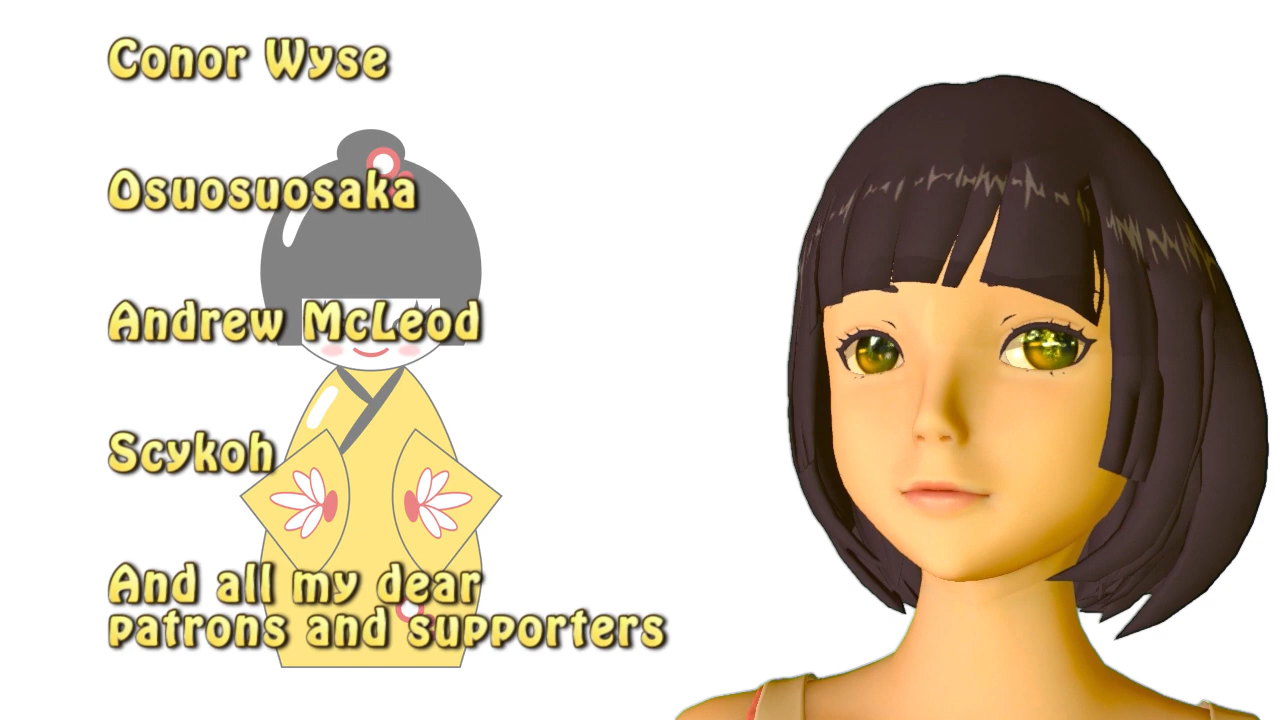 Conor Wyse
Osuosuosaka
Andrew McLeod
Scykoh
And all my dear
patrons and supporters